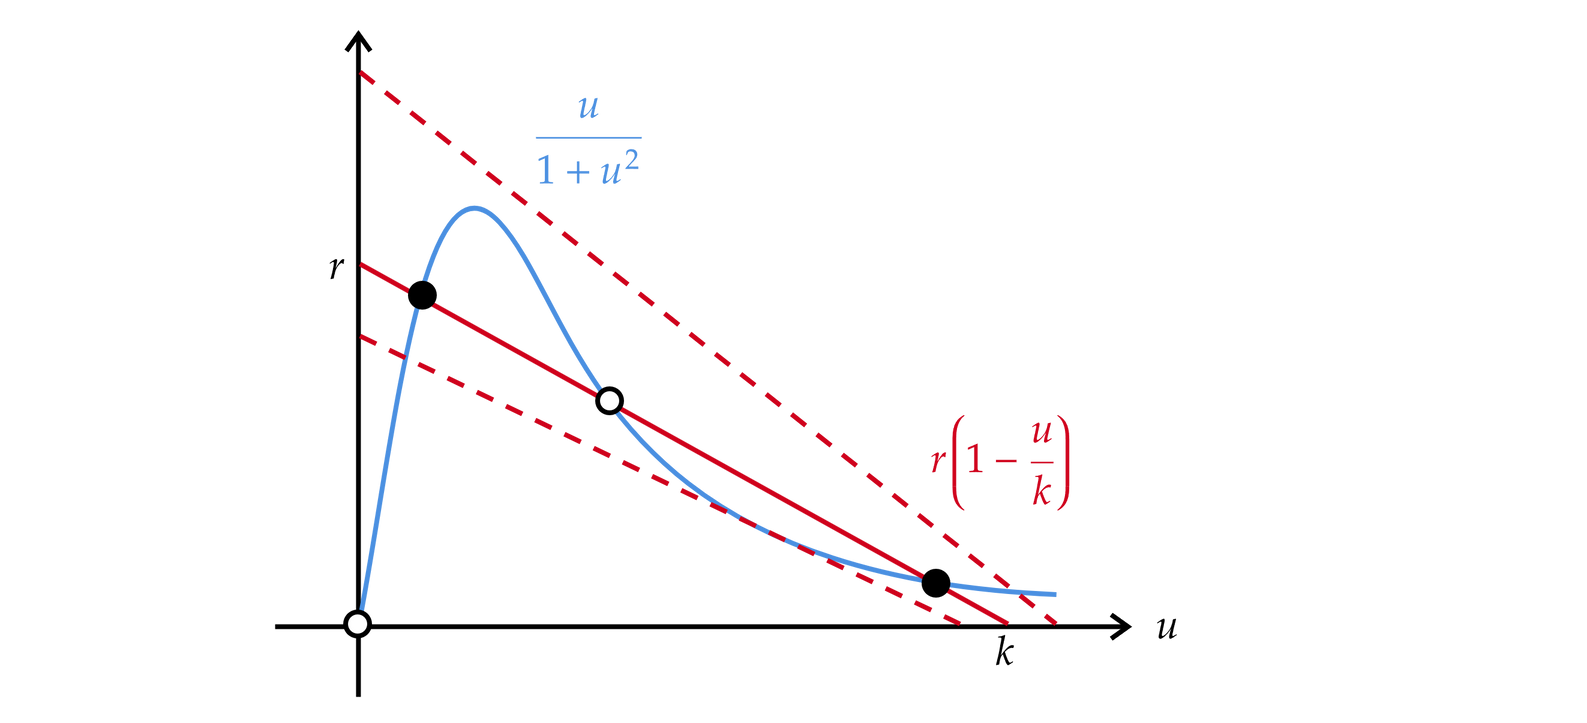 u
1 + u²
r
r(1 − u/k)
u
k